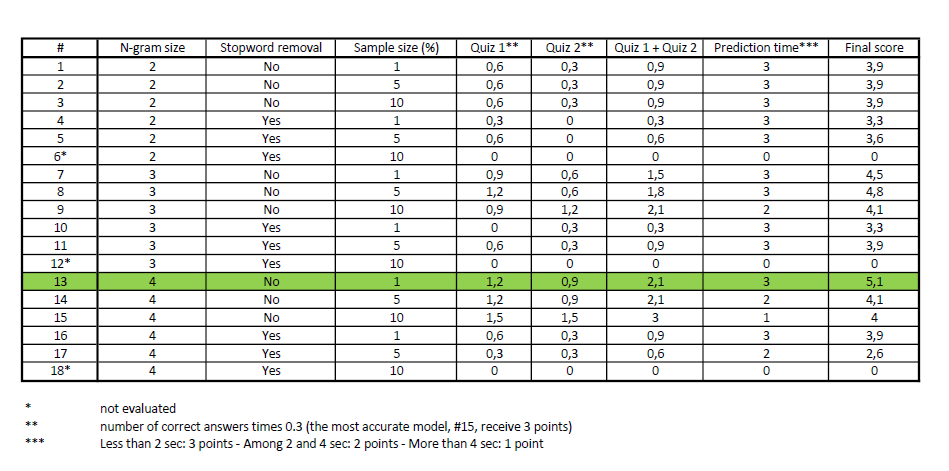 # N-gram size Stopword removal Sample size (%) Quiz 1** Quiz 2** Quiz 1 + Quiz 2 Prediction time*** Final score
1 2 No 1 0,6 0,3 0,9 3 3,9
2 2 No 5 0,6 0,3 0,9 3 3,9
3 2 No 10 0,6 0,3 0,9 3 3,9
4 2 Yes 1 0,3 0 0,3 3 3,3
5 2 Yes 5 0,6 0 0,6 3 3,6
6* 2 Yes 10 0 0 0 0 0
7 3 No 1 0,9 0,6 1,5 3 4,5
8 3 No 5 1,2 0,6 1,8 3 4,8
9 3 No 10 0,9 1,2 2,1 2 4,1
10 3 Yes 1 0 0,3 0,3 3 3,3
11 3 Yes 5 0,6 0,3 0,9 3 3,9
12* 3 Yes 10 0 0 0 0 0
13 4 No 1 1,2 0,9 2,1 3 5,1
14 4 No 5 1,2 0,9 2,1 2 4,1
15 4 No 10 1,5 1,5 3 1 4
16 4 Yes 1 0,6 0,3 0,9 3 3,9
17 4 Yes 5 0,3 0,3 0,6 2 2,6
18* 4 Yes 10 0 0 0 0 0
* not evaluated
** number of correct answers times 0.3 (the most accurate model, #15, receive 3 points)
*** Less than 2 sec: 3 points - Among 2 and 4 sec: 2 points - More than 4 sec: 1 point